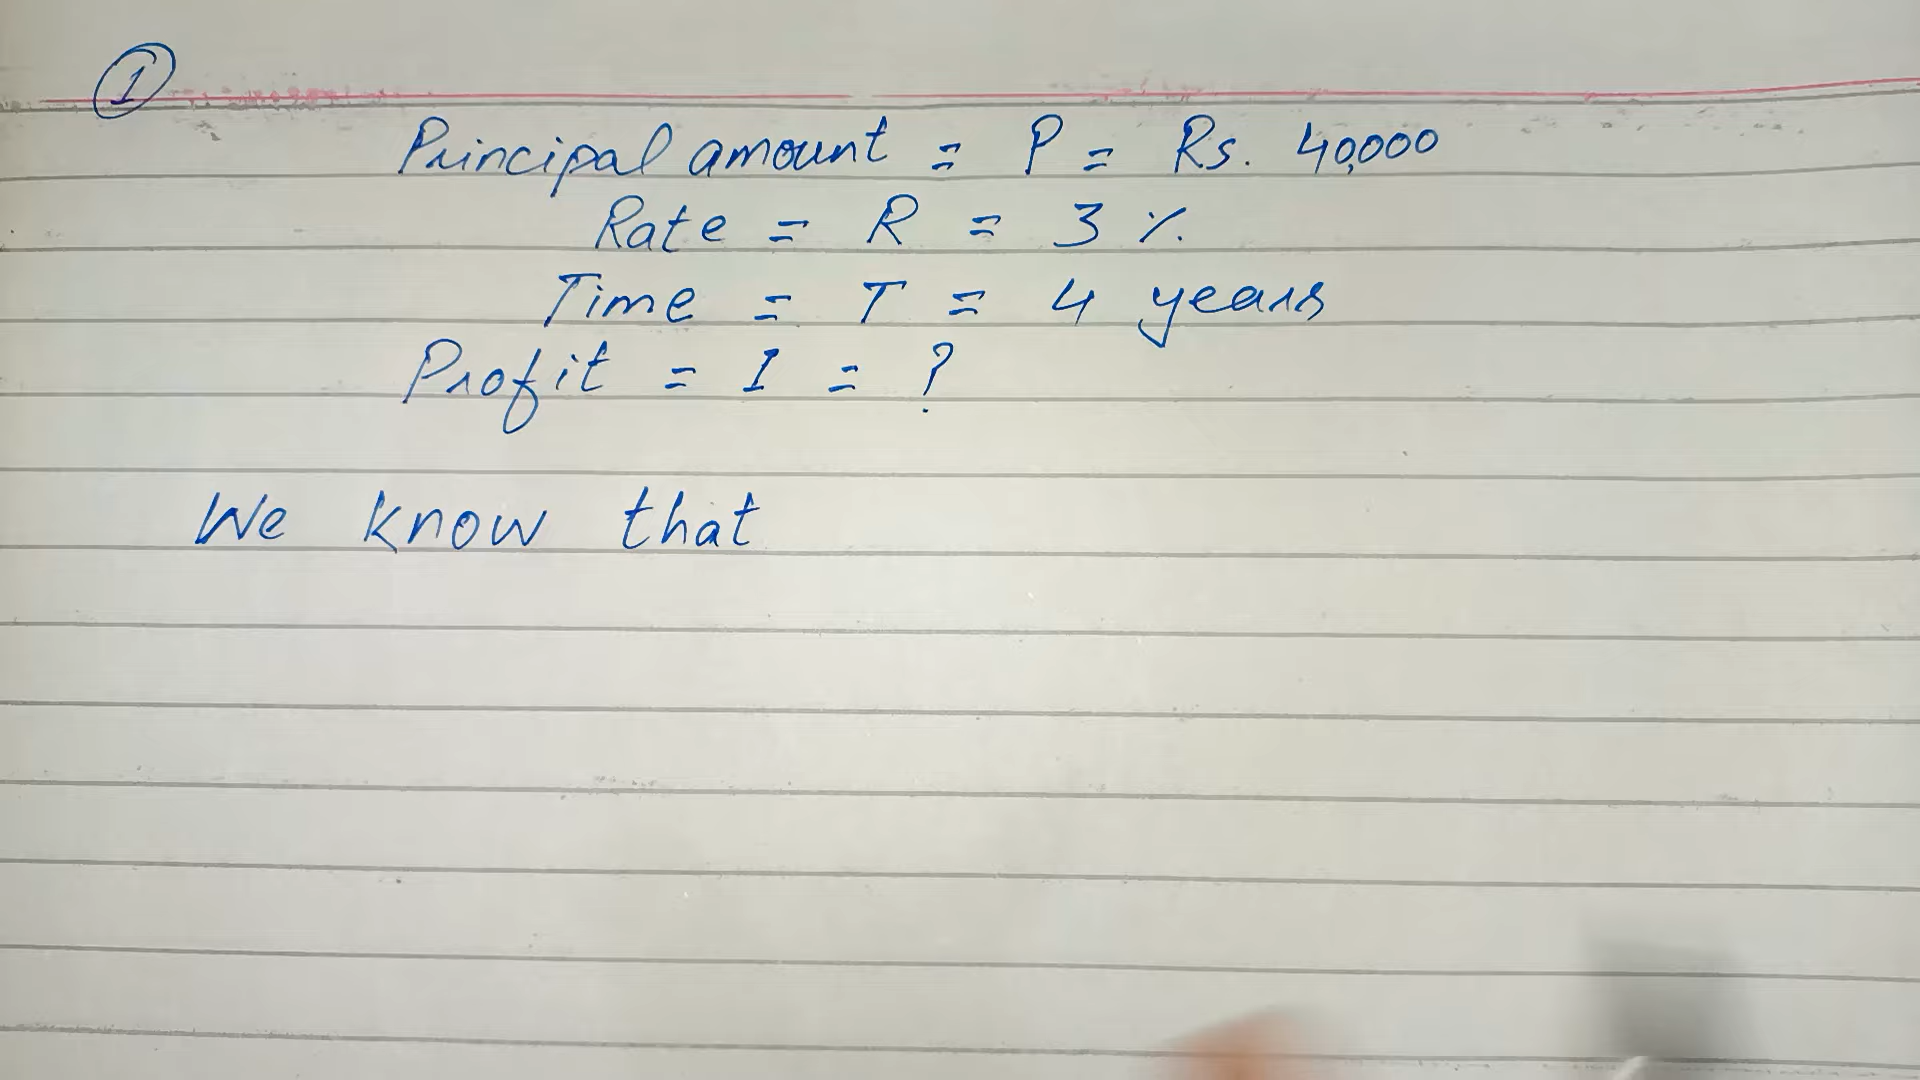 1
Principal amount = P = Rs. 40,000
Rate = R = 3 %
Time = T = 4 years
Profit = I = ?
We know that